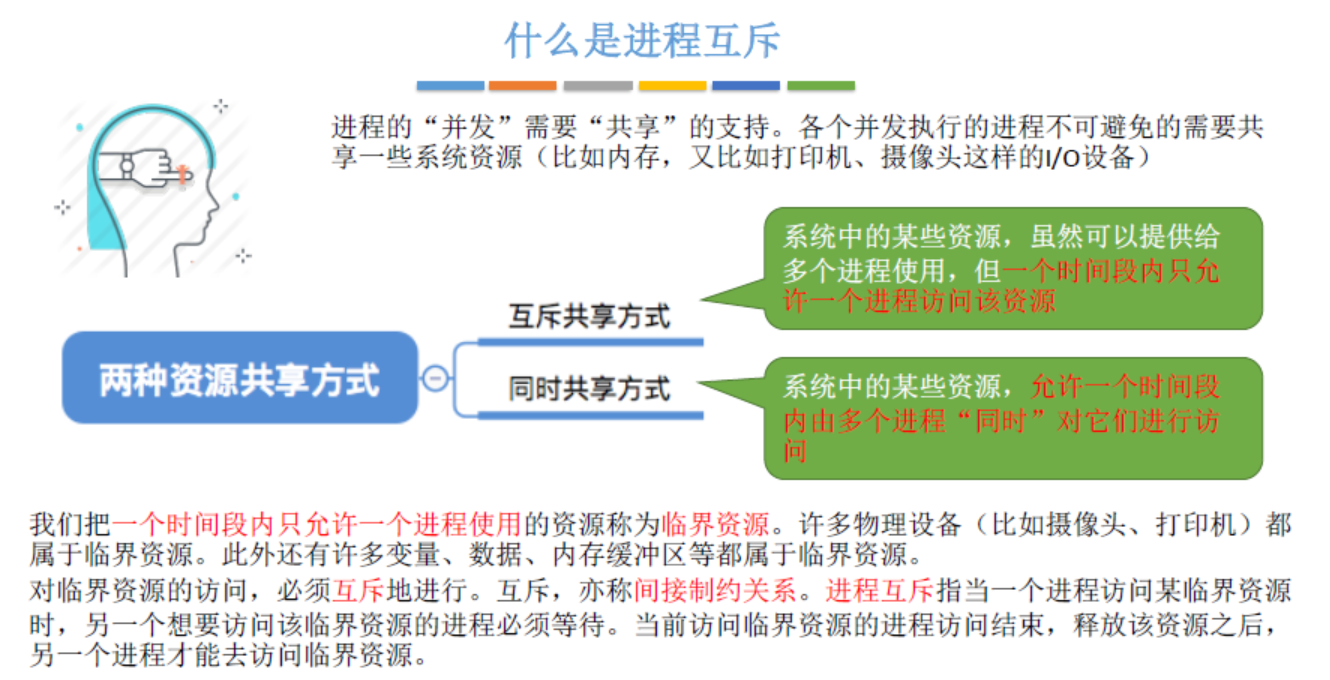 什么是进程互斥
进程的“并发”需要“共享”的支持。各个并发执行的进程不可避免的需要共
享一些系统资源（比如内存，又比如打印机、摄像头这样的I/O设备）
系统中的某些资源，虽然可以提供给
多个进程使用，但一个时间段内只允
许一个进程访问该资源
互斥共享方式
两种资源共享方式
同时共享方式
系统中的某些资源，允许一个时间段
内由多个进程“同时”对它们进行访
问
我们把一个时间段内只允许一个进程使用的资源称为临界资源。许多物理设备（比如摄像头、打印机）都
属于临界资源。此外还有许多变量、数据、内存缓冲区等都属于临界资源。
对临界资源的访问，必须互斥地进行。互斥，亦称间接制约关系。进程互斥指当一个进程访问某临界资源
时，另一个想要访问该临界资源的进程必须等待。当前访问临界资源的进程访问结束，释放该资源之后，
另一个进程才能去访问临界资源。